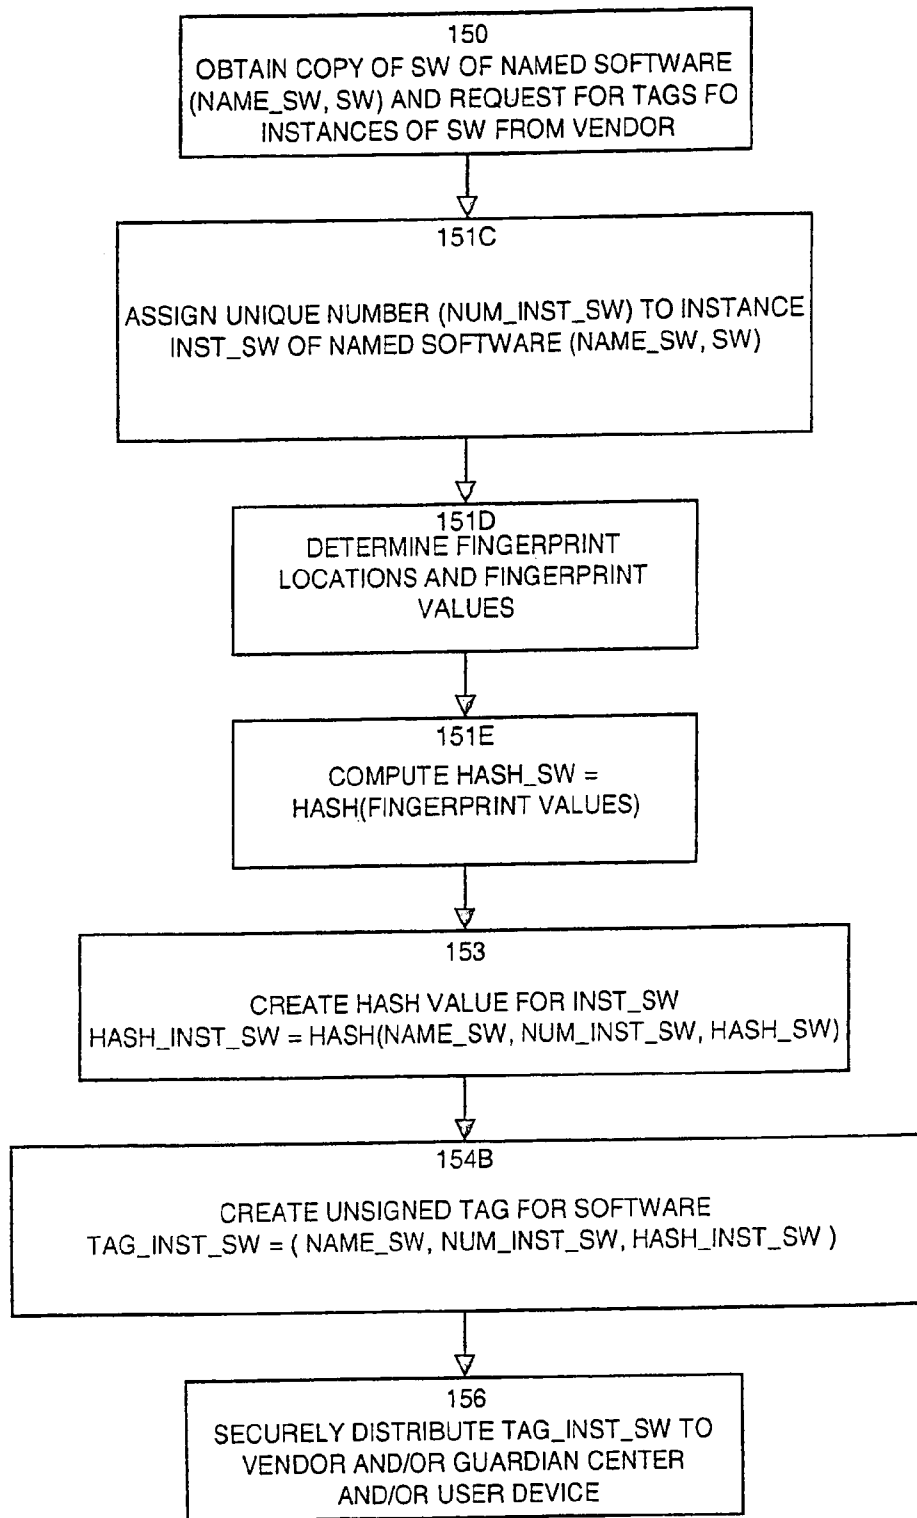 150
OBTAIN COPY OF SW OF NAMED SOFTWARE
(NAME_SW, SW) AND REQUEST FOR TAGS FO
INSTANCES OF SW FROM VENDOR
151C
ASSIGN UNIQUE NUMBER (NUM_INST_SW) TO INSTANCE
INST_SW OF NAMED SOFTWARE (NAME_SW, SW)
151D
DETERMINE FINGERPRINT
LOCATIONS AND FINGERPRINT
VALUES
151E
COMPUTE HASH_SW =
HASH(FINGERPRINT VALUES)
153
CREATE HASH VALUE FOR INST_SW
HASH_INST_SW = HASH(NAME_SW, NUM_INST_SW, HASH_SW)
154B
CREATE UNSIGNED TAG FOR SOFTWARE
TAG_INST_SW = ( NAME_SW, NUM_INST_SW, HASH_INST_SW )
156
SECURELY DISTRIBUTE TAG_INST_SW TO
VENDOR AND/OR GUARDIAN CENTER
AND/OR USER DEVICE